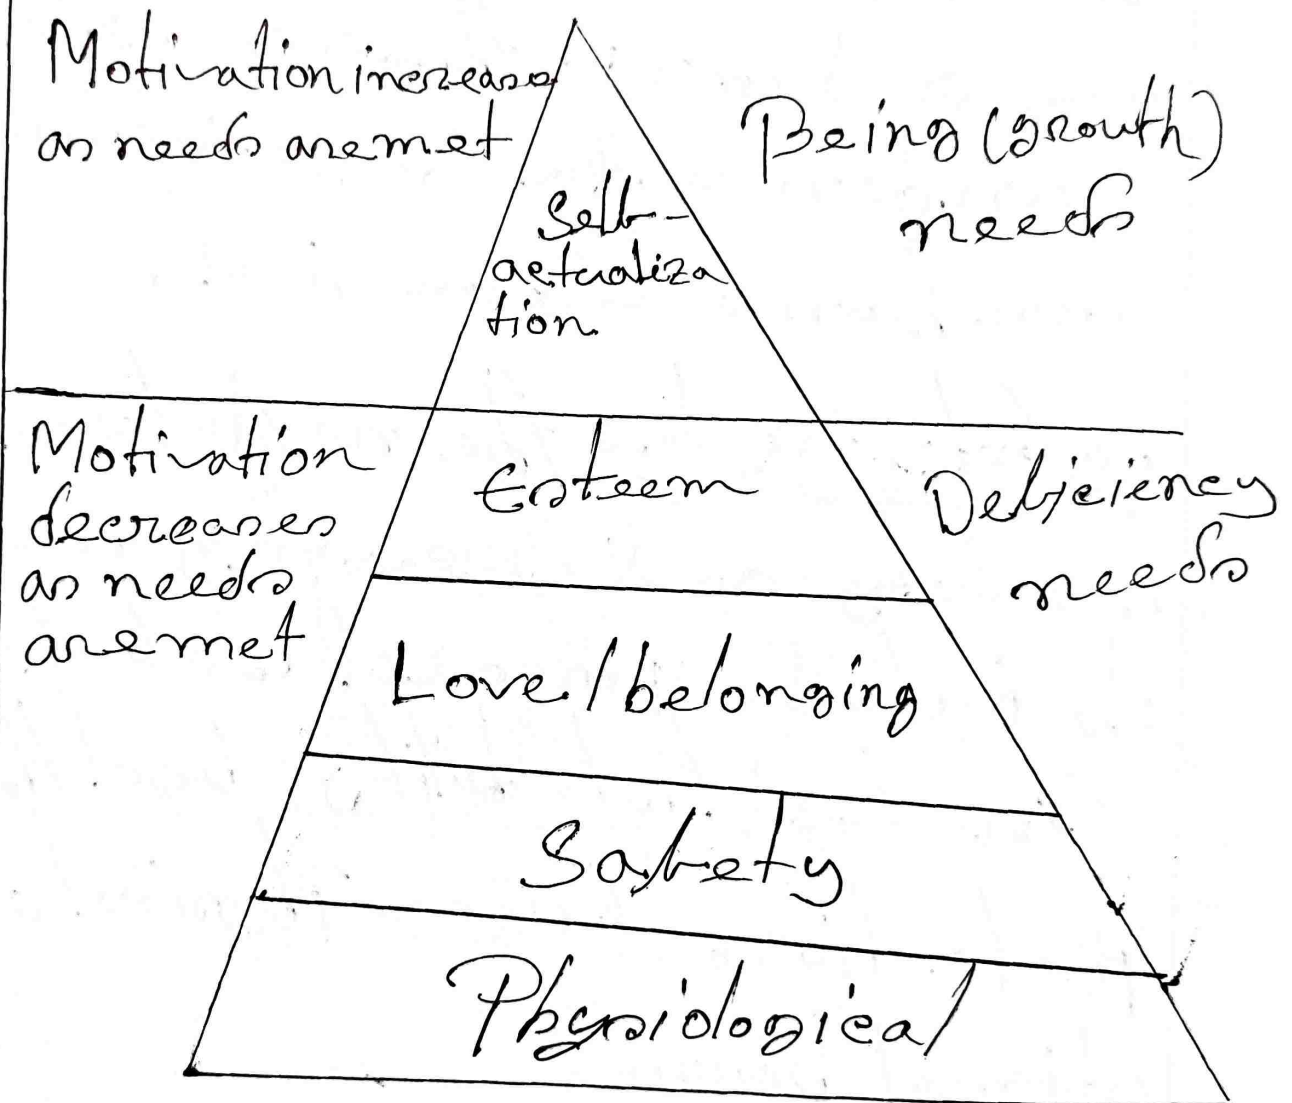 Motivation increase
as needs are met
Being (growth)
needs
Self-
actualiza
tion
Motivation
decreases
as needs
are met
Esteem
Deficiency
needs
Love/belonging
Safety
Physiological